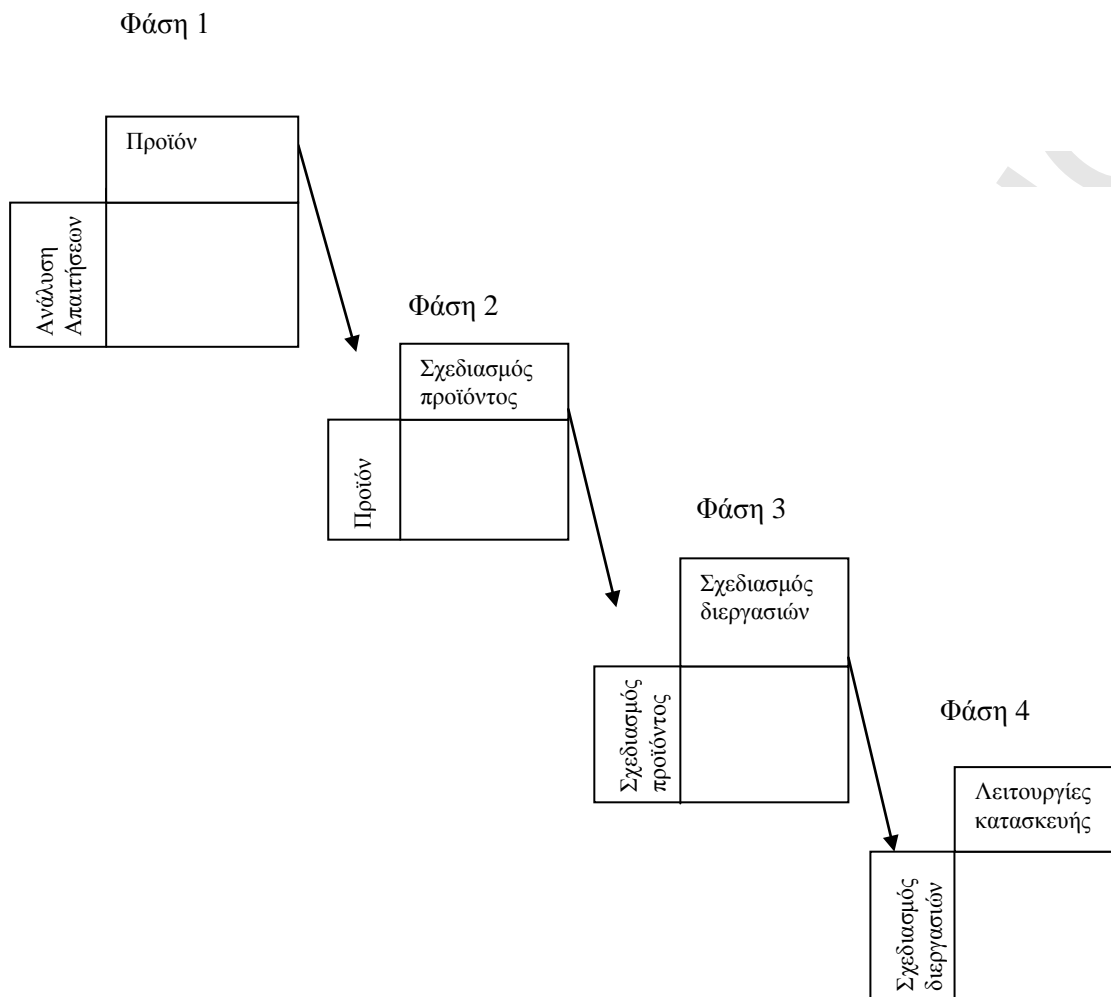 Φάση 1
Προϊόν
Ανάλυση
Απαιτήσεων
Φάση 2
Σχεδιασμός
προϊόντος
Προϊόν
Φάση 3
Σχεδιασμός
διεργασιών
Σχεδιασμός
προϊόντος
Φάση 4
Λειτουργίες
κατασκευής
Σχεδιασμός
διεργασιών